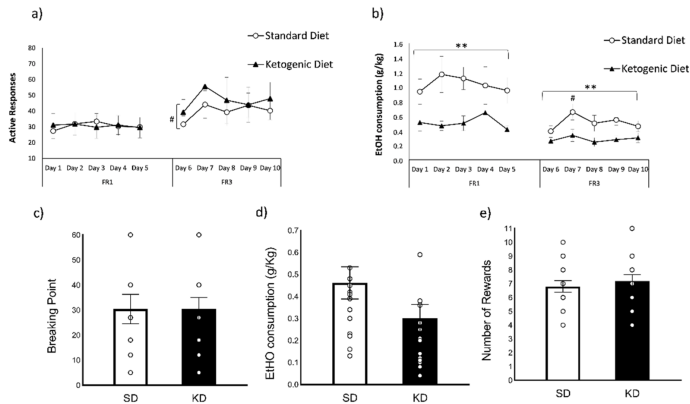 a)
Standard Diet
Ketogenic Diet
Active Responses
80
70
60
50
40
30
20
10
#
Day 1 Day 2 Day 3 Day 4 Day 5 Day 6 Day 7 Day 8 Day 9 Day 10
FR1 FR3
b)
Standard Diet
Ketogenic Diet
EtOH consumption (g/kg)
1.6
1.4
1.2
1.0
0.8
0.6
0.4
0.2
0.0
**
**
#
Day 1 Day 2 Day 3 Day 4 Day 5 Day 6 Day 7 Day 8 Day 9 Day 10
FR1 FR3
c)
Breaking Point
60
50
40
30
20
10
0
SD KD
d)
EtHO consumption (g/Kg)
0.7
0.6
0.5
0.4
0.3
0.2
0.1
0.0
SD KD
e)
Number of Rewards
11
10
9
8
7
6
5
4
3
2
1
0
SD KD